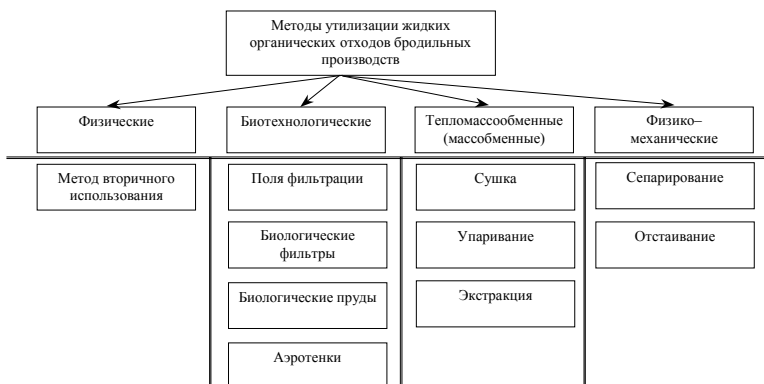 Методы утилизации жидких
органических отходов бродильных
производств
Физические
Биотехнологические
Тепломассообменные
(массобменные)
Физико–
механические
Метод вторичного
использования
Поля фильтрации
Сушка
Сепарирование
Биологические
фильтры
Упаривание
Отстаивание
Биологические пруды
Экстракция
Аэротенки